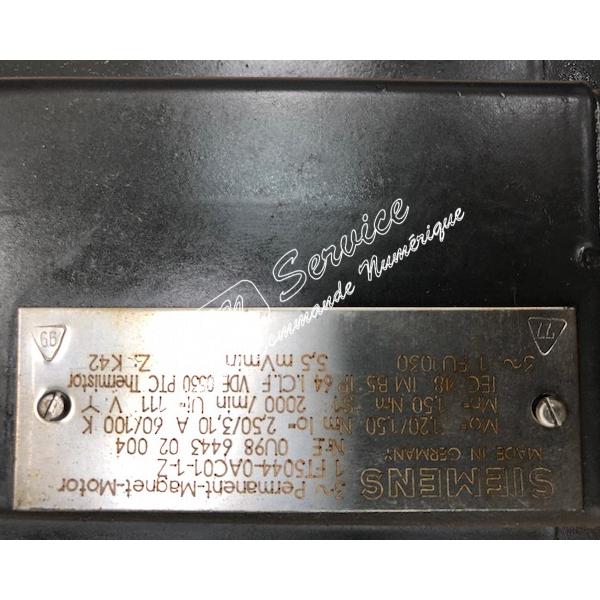 SIEMENS
3~ Permanent-Magnet-Motor
1 FT5044-0AC01-1-Z
MADE IN GERMANY
Nr.E 0U98 6443 02 004
Mo= 1,20/1,50 Nm Io= 2,50/3,10 A 60/100 K
Mn= 1,50 Nm S1 2000 /min Ui= 111 V Y
IEC 48 IM B5 IP 64 I.CL.F VDE 0530 PTC Thermistor
3~ 1 FU1030 5,5 mV/min Z: K42
77
99
Service
Commande Numérique